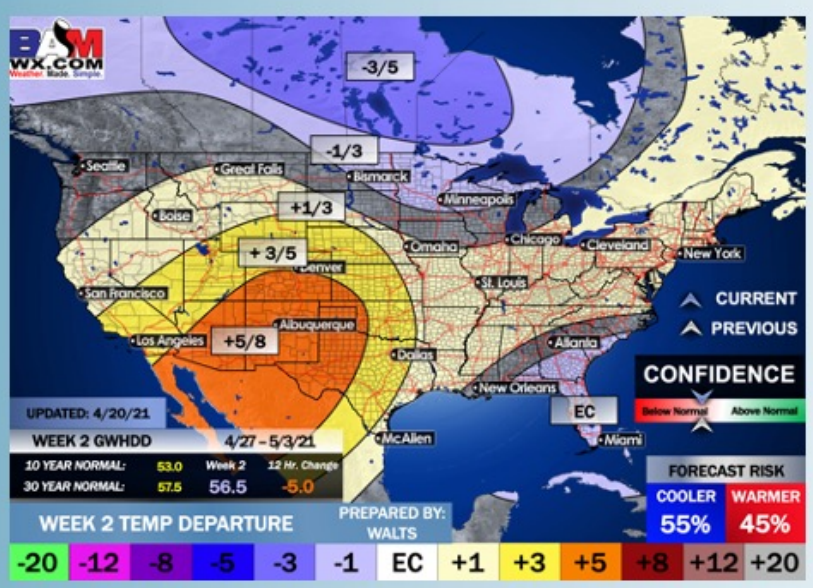 BAM
WX.COM
Weather. Made. Simple.
-3/5
-1/3
Seattle
Great Falls
Bismarck
+1/3
Minneapolis
Boise
+ 3/5
Omaha
Chicago
Cleveland
New York
Denver
San Francisco
St. Louis
CURRENT
Albuquerque
PREVIOUS
Los Angeles
+5/8
Dallas
Atlanta
CONFIDENCE
New Orleans
Below Normal
Above Normal
EC
UPDATED: 4/20/21
McAllen
Miami
WEEK 2 GWHDD 4/27 – 5/3/21
10 YEAR NORMAL: 53.0 Week 2 12 Hr. Change
30 YEAR NORMAL: 57.5 56.5 -5.0
FORECAST RISK
COOLER WARMER
55% 45%
WEEK 2 TEMP DEPARTURE
PREPARED BY:
WALTS
-20 -12 -8 -5 -3 -1 EC +1 +3 +5 +8 +12 +20